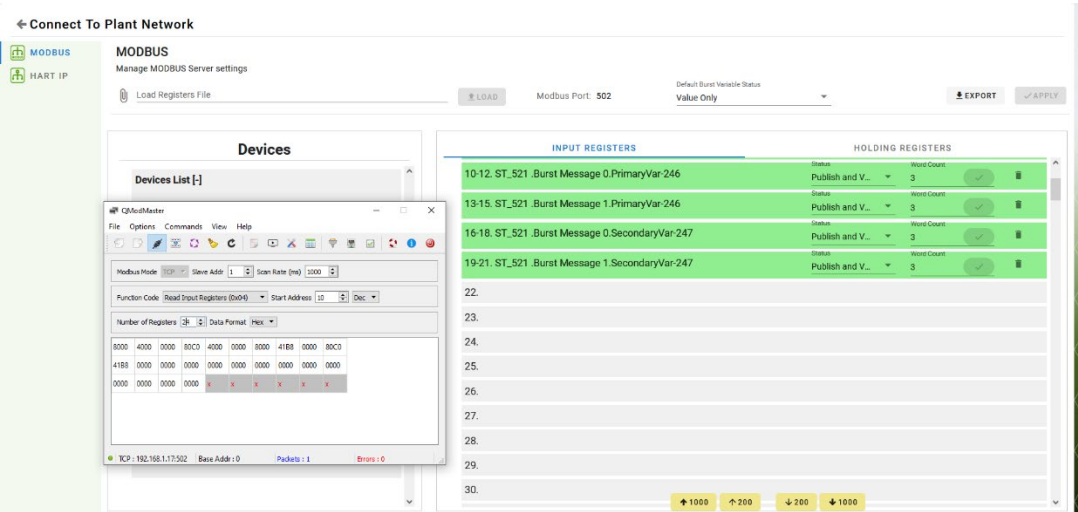 Connect To Plant Network
MODBUS
HART IP
MODBUS
Manage MODBUS Server settings
Load Registers File
LOAD
Modbus Port: 502
Default Burst Variable Status
Value Only
EXPORT
APPLY
Devices
Devices List [-]
INPUT REGISTERS
HOLDING REGISTERS
10-12. ST_521 .Burst Message 0.PrimaryVar-246
Status
Publish and V...
Word Count
3
13-15. ST_521 .Burst Message 1.PrimaryVar-246
Status
Publish and V...
Word Count
3
16-18. ST_521 .Burst Message 0.SecondaryVar-247
Status
Publish and V...
Word Count
3
19-21. ST_521 .Burst Message 1.SecondaryVar-247
Status
Publish and V...
Word Count
3
22.
23.
24.
25.
26.
27.
28.
29.
30.
1000
200
200
1000
QModMaster
File Options Commands View Help
Modbus Mode TCP Slave Addr 1 Scan Rate (ms) 1000
Function Code Read Input Registers (0x04) Start Address 10 Dec
Number of Registers 24 Data Format Hex
8000 4000 0000 80C0 4000 0000 8000 41B8 0000 80C0
41B8 0000 0000 0000 0000 0000 0000 0000 0000 0000
0000 0000 0000 0000 x x x x x x
TCP : 192.168.1.17:502 Base Addr : 0 Packets : 1 Errors : 0